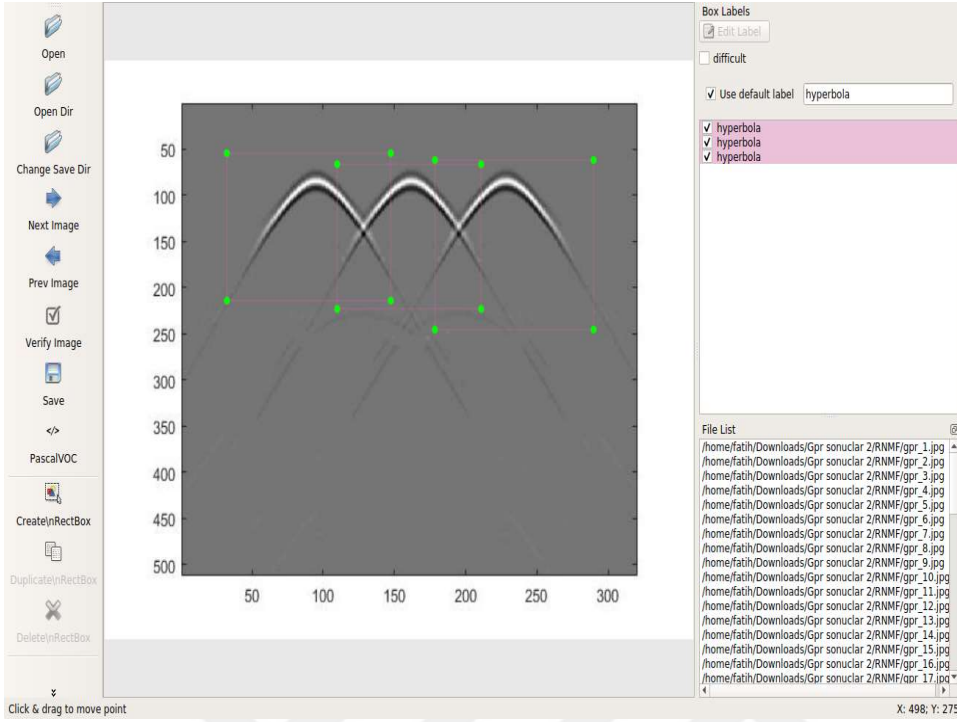 Open
Open Dir
Change Save Dir
Next Image
Prev Image
Verify Image
Save
</>
PascalVOC
Create\nRectBox
Duplicate\nRectBox
Delete\nRectBox
50
100
150
200
250
300
350
400
450
500
50
100
150
200
250
300
Box Labels
Edit Label
difficult
Use default label hyperbola
hyperbola
hyperbola
hyperbola
File List
/home/fatih/Downloads/Gpr sonuclar 2/RNMF/gpr_1.jpg
/home/fatih/Downloads/Gpr sonuclar 2/RNMF/gpr_2.jpg
/home/fatih/Downloads/Gpr sonuclar 2/RNMF/gpr_3.jpg
/home/fatih/Downloads/Gpr sonuclar 2/RNMF/gpr_4.jpg
/home/fatih/Downloads/Gpr sonuclar 2/RNMF/gpr_5.jpg
/home/fatih/Downloads/Gpr sonuclar 2/RNMF/gpr_6.jpg
/home/fatih/Downloads/Gpr sonuclar 2/RNMF/gpr_7.jpg
/home/fatih/Downloads/Gpr sonuclar 2/RNMF/gpr_8.jpg
/home/fatih/Downloads/Gpr sonuclar 2/RNMF/gpr_9.jpg
/home/fatih/Downloads/Gpr sonuclar 2/RNMF/gpr_10.jpg
/home/fatih/Downloads/Gpr sonuclar 2/RNMF/gpr_11.jpg
/home/fatih/Downloads/Gpr sonuclar 2/RNMF/gpr_12.jpg
/home/fatih/Downloads/Gpr sonuclar 2/RNMF/gpr_13.jpg
/home/fatih/Downloads/Gpr sonuclar 2/RNMF/gpr_14.jpg
/home/fatih/Downloads/Gpr sonuclar 2/RNMF/gpr_15.jpg
/home/fatih/Downloads/Gpr sonuclar 2/RNMF/gpr_16.jpg
/home/fatih/Downloads/Gpr sonuclar 2/RNMF/gpr_17.jpg
Click & drag to move point
X: 498; Y: 275